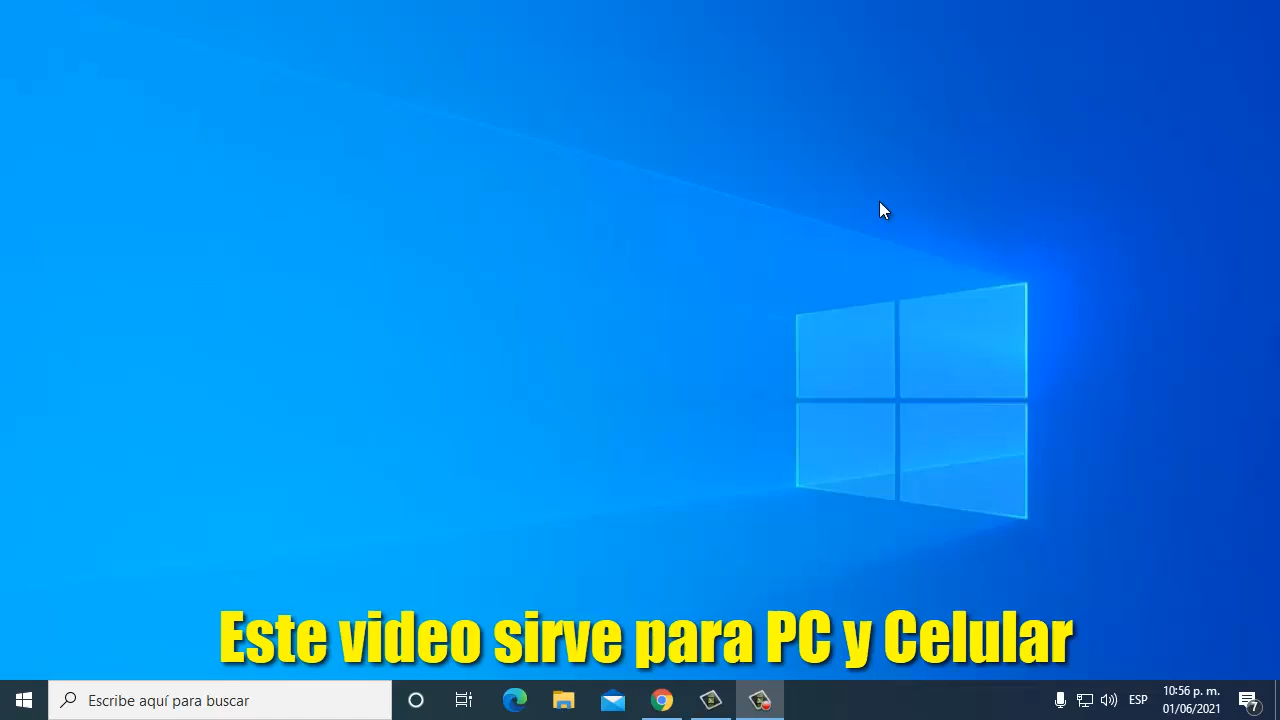 Este video sirve para PC y Celular
Escribe aquí para buscar
ESP
10:56 p. m.
01/06/2021
7